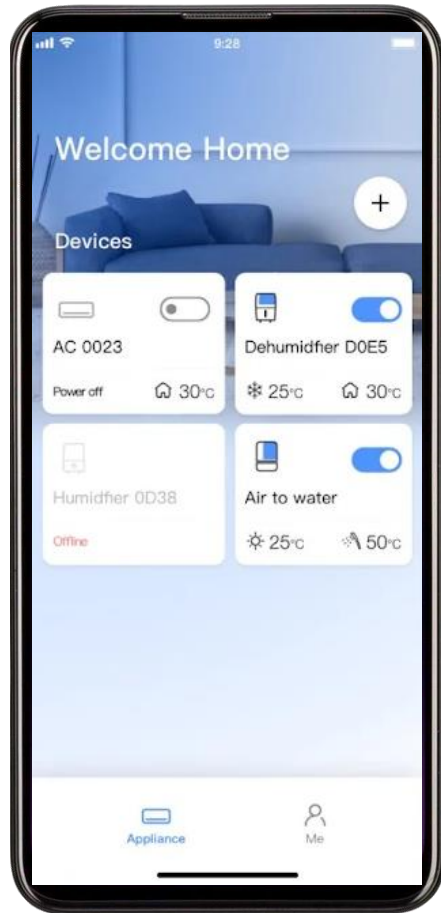 9:28
Welcome Home
+
Devices
AC 0023
Power off 30°C
Dehumidfier D0E5
25°C 30°C
Humidfier 0D38
Offline
Air to water
25°C 50°C
Appliance
Me